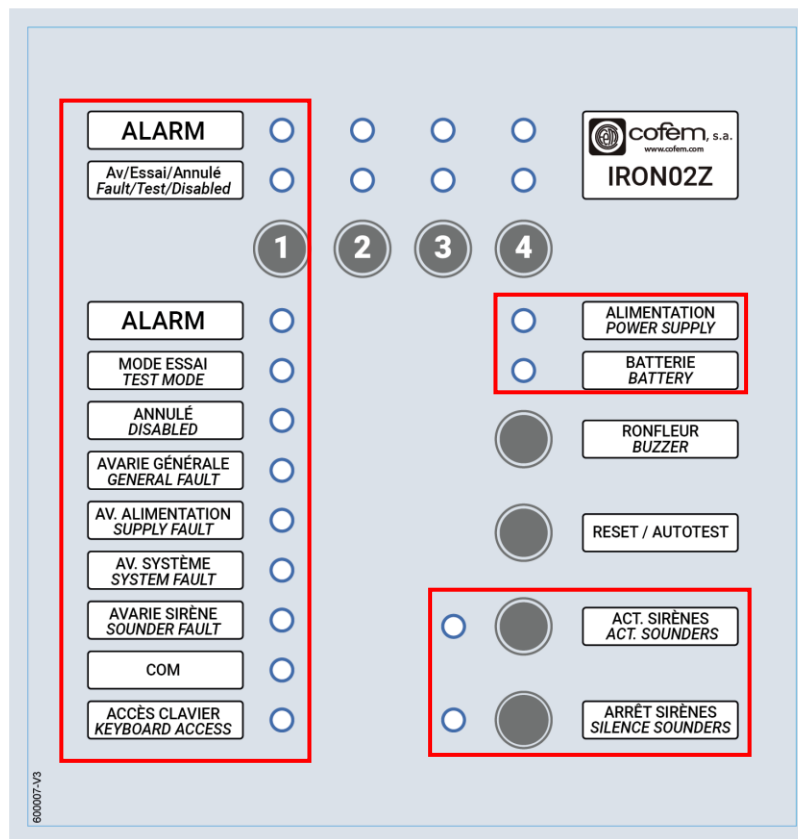 ALARM
Av/Essai/Annulé
Fault/Test/Disabled
cofem, s.a.
www.cofem.com
IRON02Z
1 2 3 4
ALARM
MODE ESSAI
TEST MODE
ANNULÉ
DISABLED
AVARIE GÉNÉRALE
GENERAL FAULT
AV. ALIMENTATION
SUPPLY FAULT
AV. SYSTÈME
SYSTEM FAULT
AVARIE SIRÈNE
SOUNDER FAULT
COM
ACCÈS CLAVIER
KEYBOARD ACCESS
ALIMENTATION
POWER SUPPLY
BATTERIE
BATTERY
RONFLEUR
BUZZER
RESET / AUTOTEST
ACT. SIRÈNES
ACT. SOUNDERS
ARRÊT SIRÈNES
SILENCE SOUNDERS
600007-V3